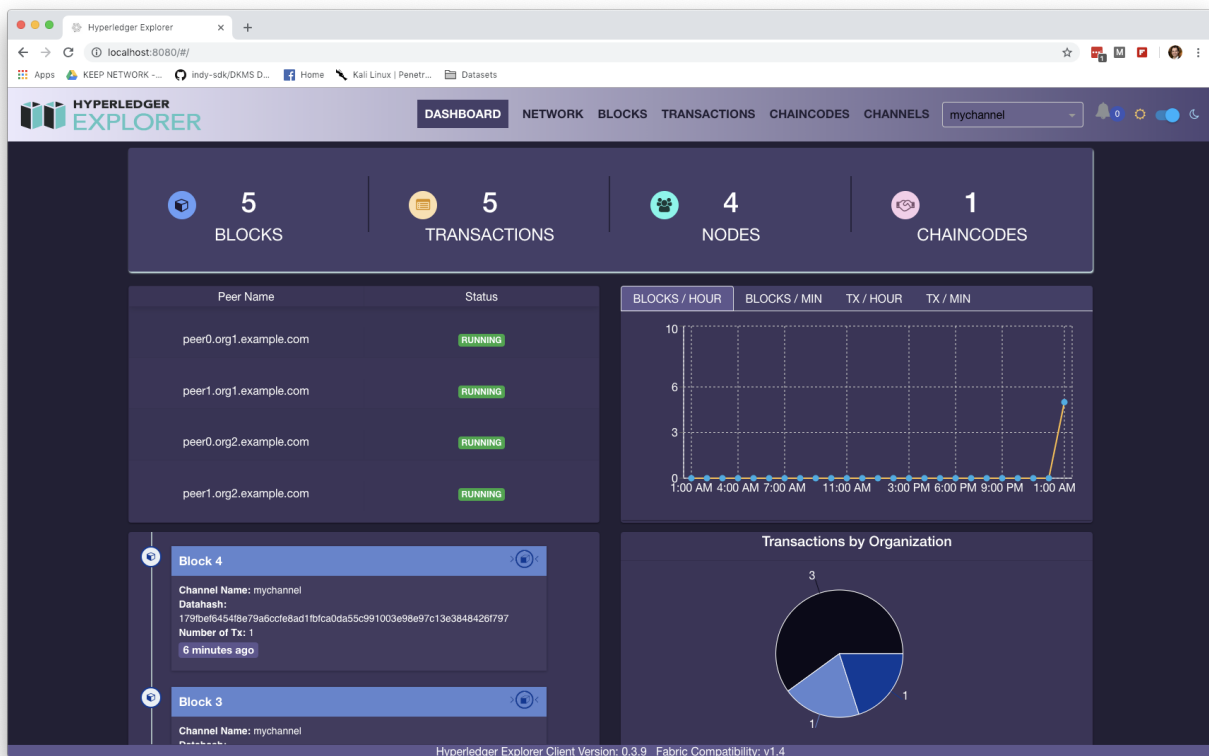 Hyperledger Explorer
localhost:8080/#/
Apps KEEP NETWORK -... indy-sdk/DKMS D... Home Kali Linux | Penetr... Datasets
1 M
HYPERLEDGER
EXPLORER
DASHBOARD NETWORK BLOCKS TRANSACTIONS CHAINCODES CHANNELS mychannel 0
5 5 4 1
BLOCKS TRANSACTIONS NODES CHAINCODES
Peer Name Status
peer0.org1.example.com RUNNING
peer1.org1.example.com RUNNING
peer0.org2.example.com RUNNING
peer1.org2.example.com RUNNING
BLOCKS / HOUR BLOCKS / MIN TX / HOUR TX / MIN
10
6
3
0
1:00 AM 4:00 AM 7:00 AM 11:00 AM 3:00 PM 6:00 PM 9:00 PM 1:00 AM
Block 4
Channel Name: mychannel
Datahash:
179fbef6454f8e79a6ccfe8ad1fbfca0da55c991003e98e97c13e3848426f797
Number of Tx: 1
6 minutes ago
Block 3
Channel Name: mychannel
Datahash:
Transactions by Organization
3
1
1
Hyperledger Explorer Client Version: 0.3.9 Fabric Compatibility: v1.4